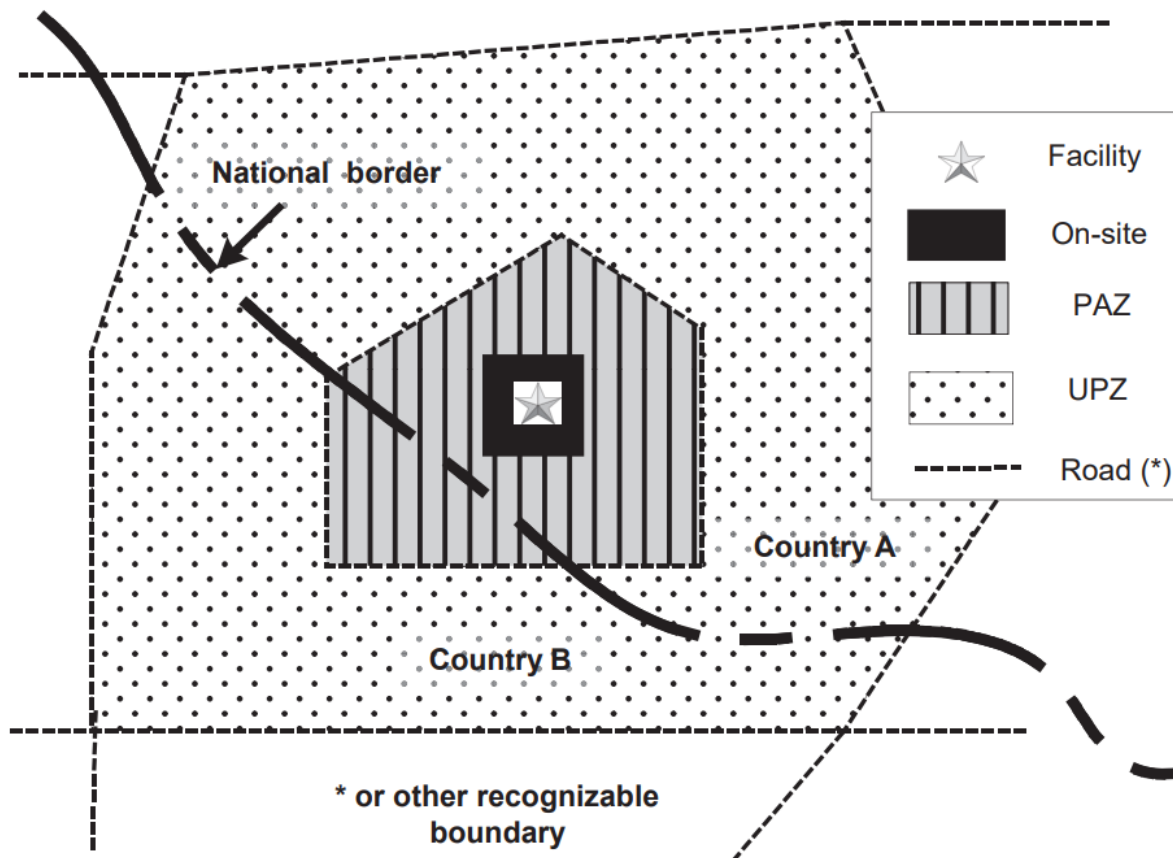 National border
Facility
On-site
PAZ
UPZ
Road (*)
Country A
Country B
* or other recognizable
boundary